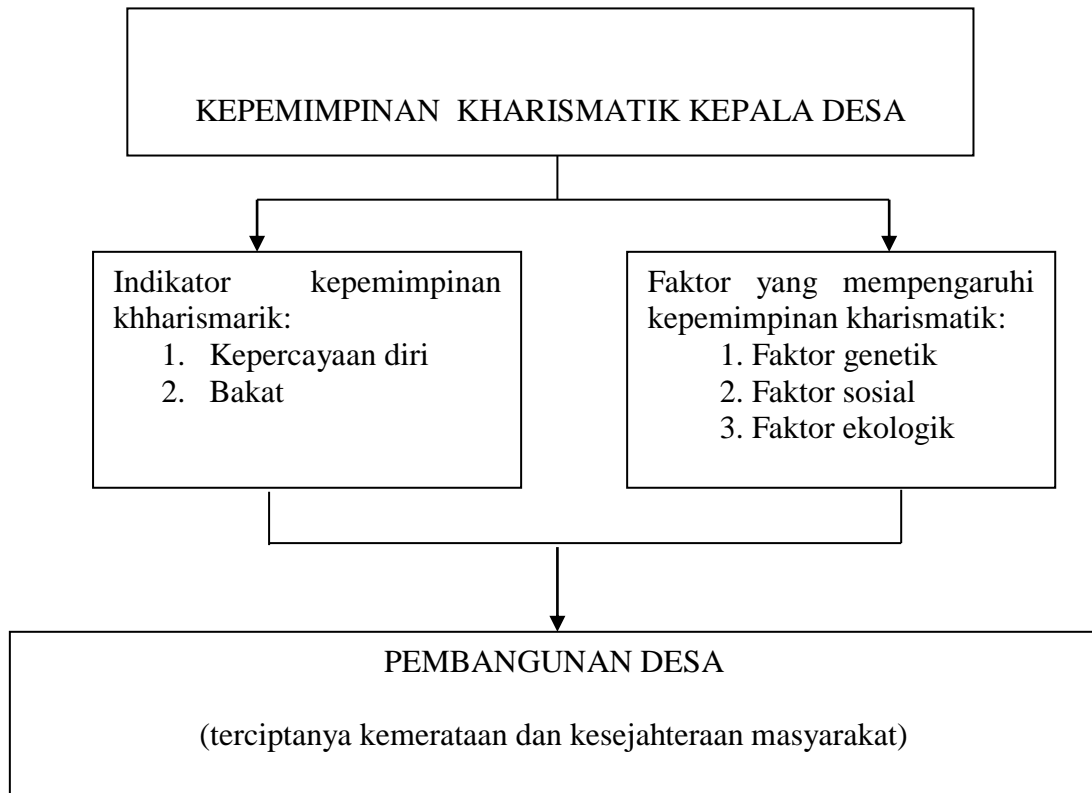 KEPEMIMPINAN KHARISMATIK KEPALA DESA
Indikator kepemimpinan
khharismarik:
1. Kepercayaan diri
2. Bakat
Faktor yang mempengaruhi
kepemimpinan kharismatik:
1. Faktor genetik
2. Faktor sosial
3. Faktor ekologik
PEMBANGUNAN DESA
(terciptanya kemerataan dan kesejahteraan masyarakat)